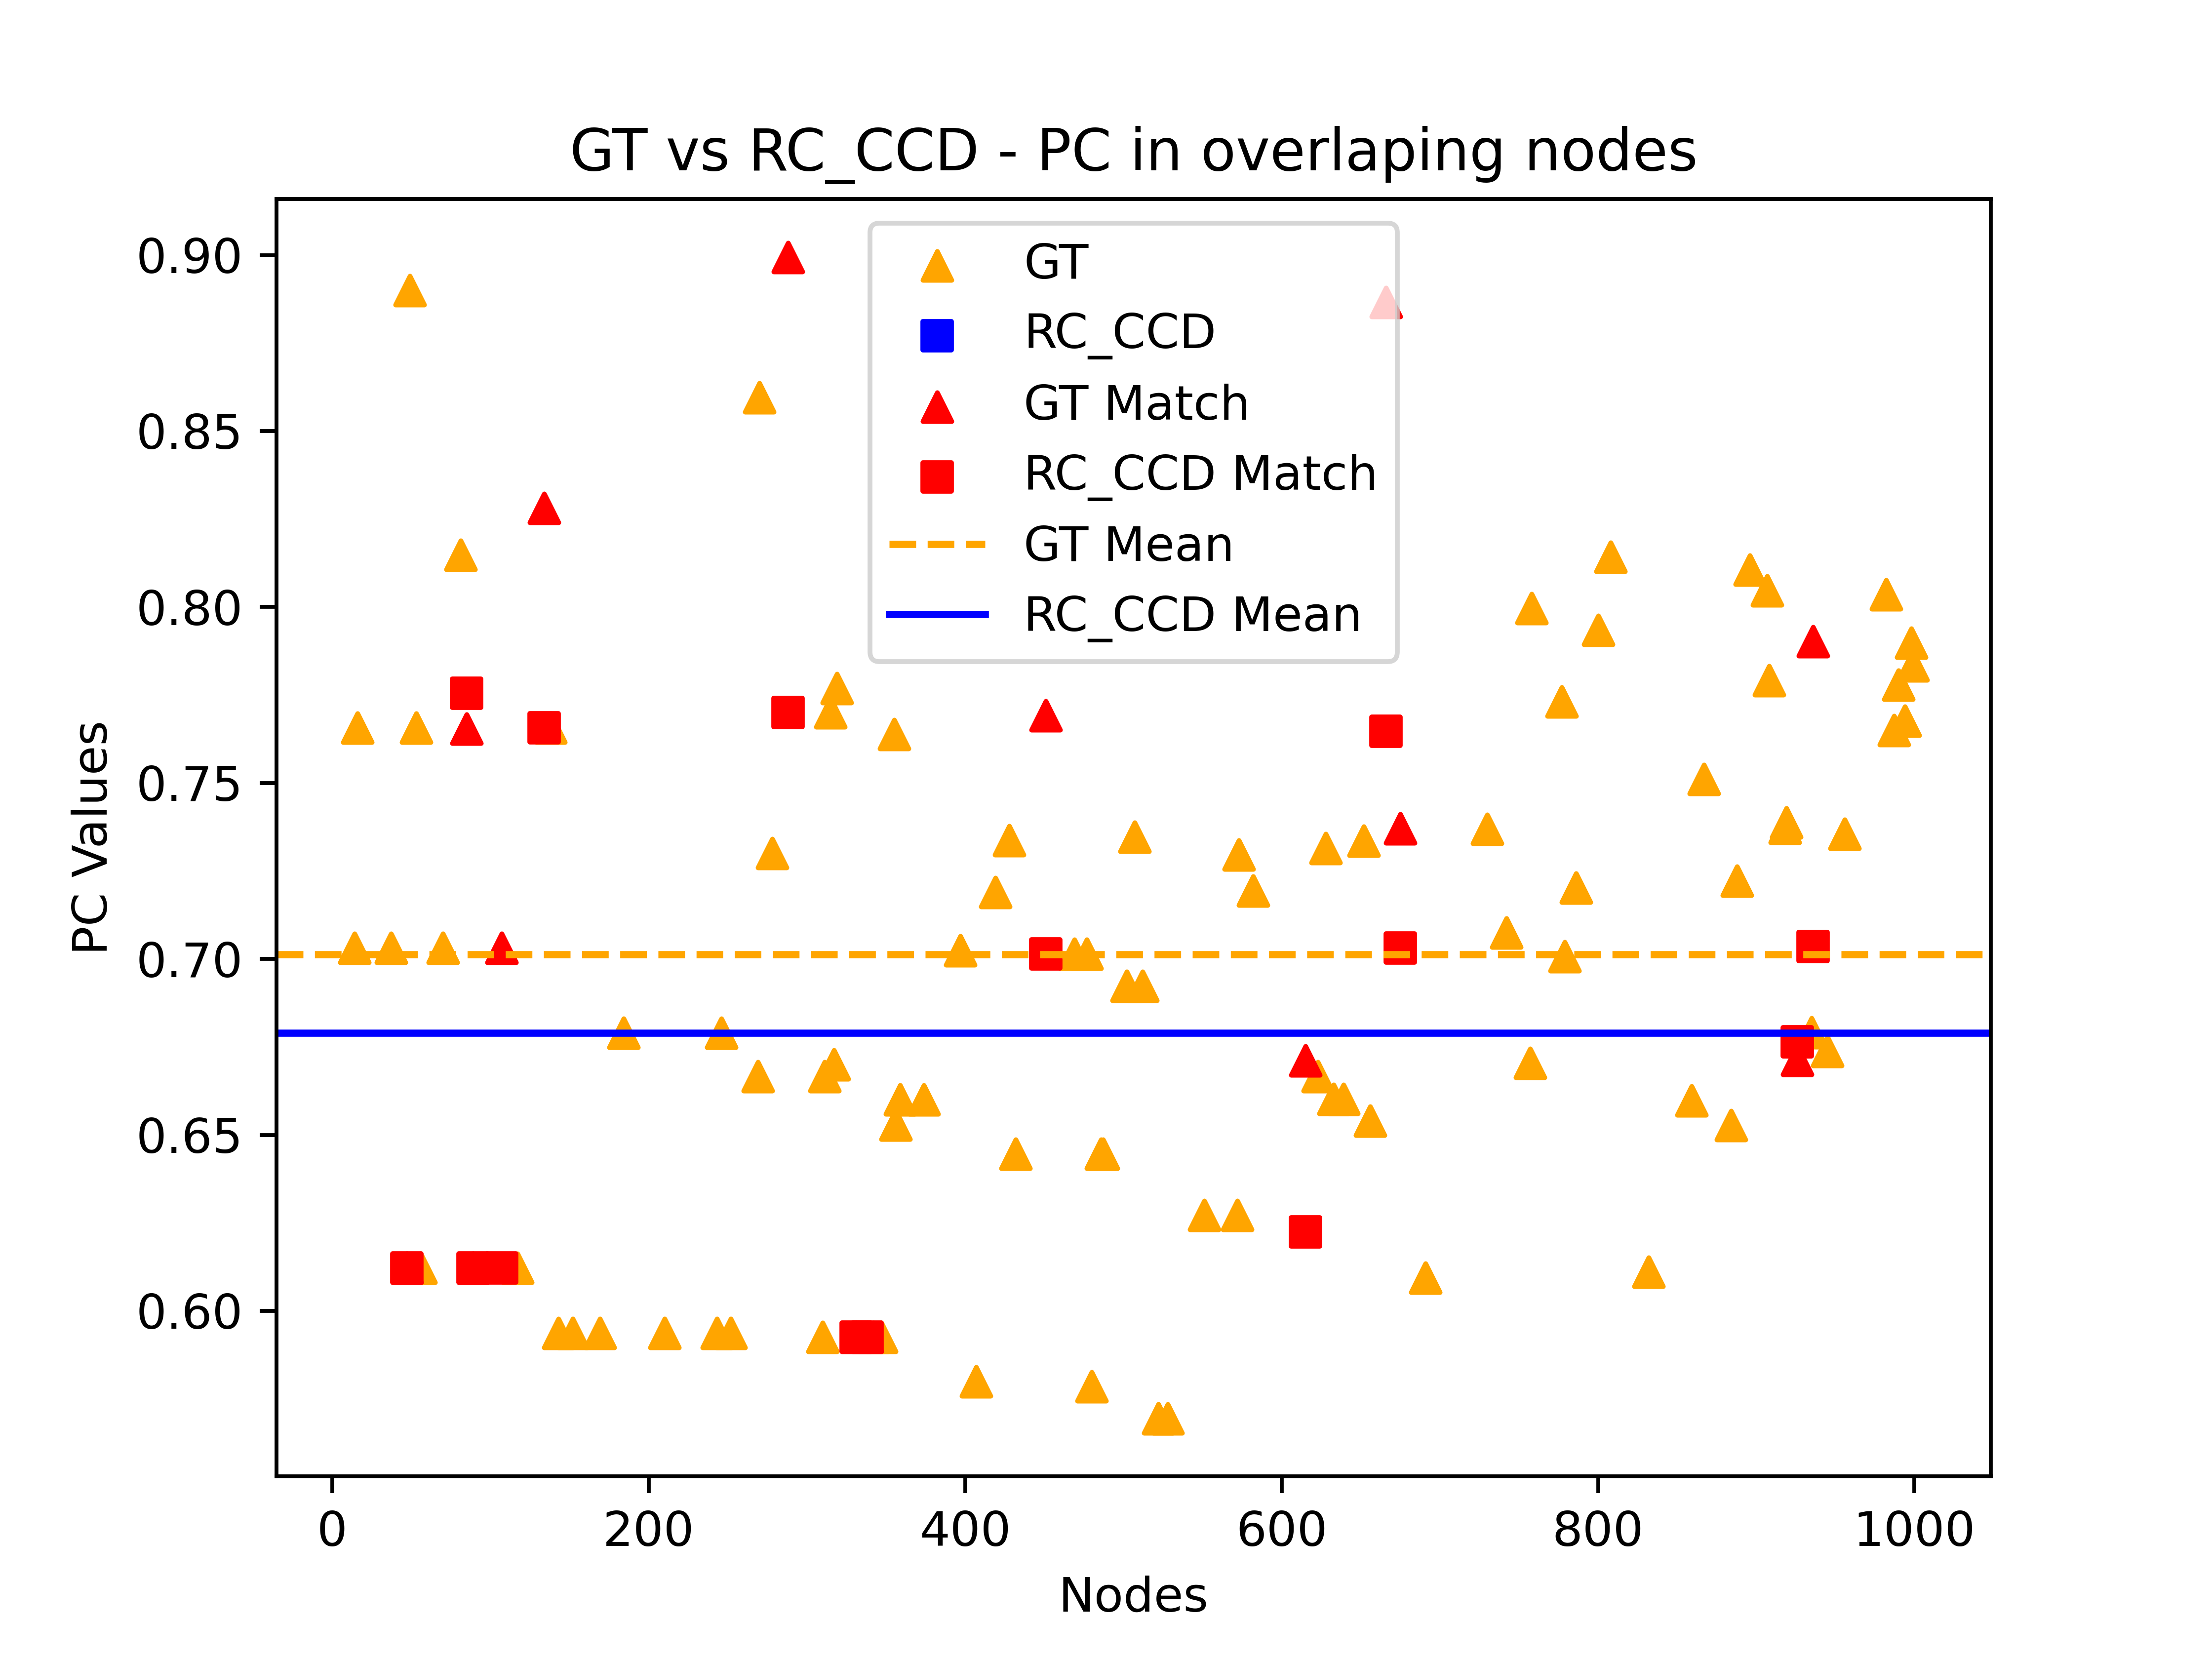 GT vs RC_CCD - PC in overlaping nodes
GT
RC_CCD
GT Match
RC_CCD Match
GT Mean
RC_CCD Mean
PC Values
0.90
0.85
0.80
0.75
0.70
0.65
0.60
0 200 400 600 800 1000
Nodes